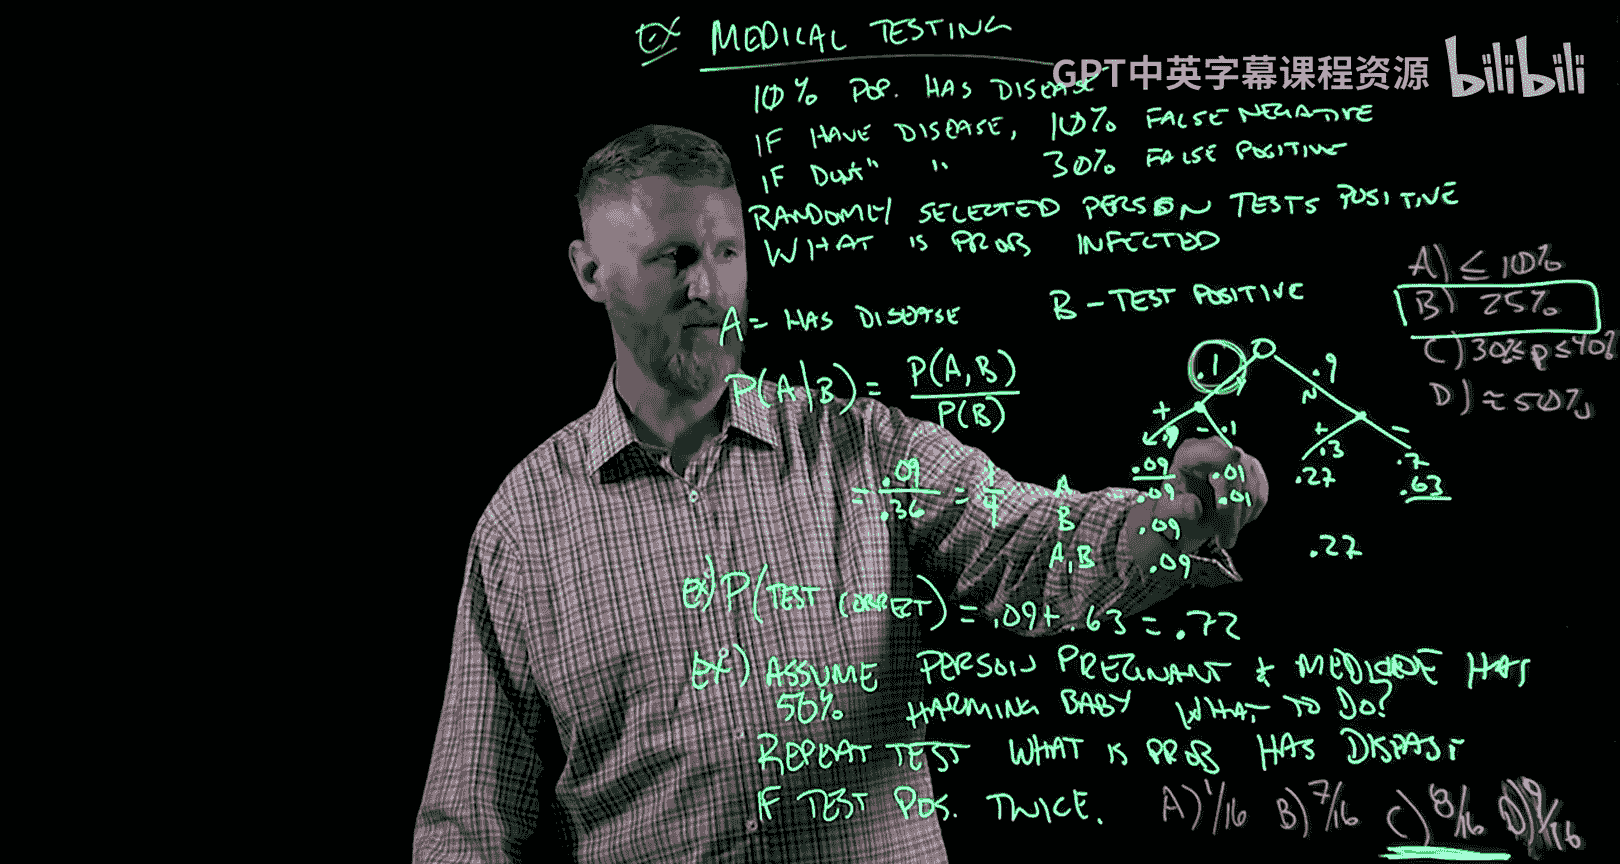 EX MEDICAL TESTING
GPT中英字幕课程资源 bilibili
10% POP. HAS DISEASE
IF HAVE DISEASE, 10% FALSE NEGATIVE
IF DON'T " " 30% FALSE POSITIVE
RANDOMLY SELECTED PERSON TESTS POSITIVE
WHAT IS PROB INFECTED
A) ≤ 10%
B) 25%
C) 30% ≤ P ≤ 40%
D) ≈ 50%
A = HAS DISEASE B - TEST POSITIVE
P(A|B) = P(A,B) / P(B)
= .09 / .36 = 1/4
.1 .9
+ - .1 + .3 - .7
.09 .01 .27 .63
A .09 .01
B .09 .27
A,B .09
EX) P(TEST CORRECT) = .09 + .63 = .72
EX) ASSUME PERSON PREGNANT & MEDICINE HAS
50% HARMING BABY WHAT TO DO?
REPEAT TEST WHAT IS PROB HAS DISEASE
IF TEST POS. TWICE. A) 1/16 B) 7/16 C) 8/16 D) 9/16